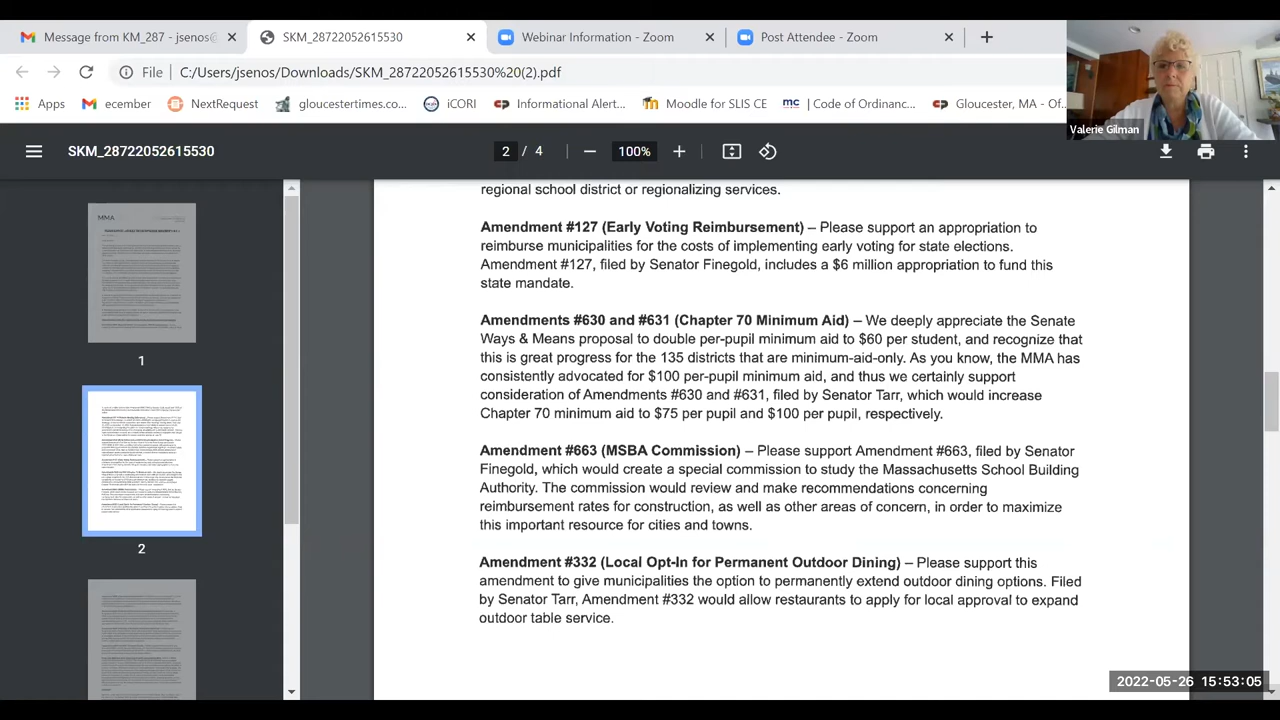 Message from KM_287 - jsenos@
SKM_28722052615530
Webinar Information - Zoom
Post Attendee - Zoom
File
C:/Users/jsenos/Downloads/SKM_28722052615530%20(2).pdf
Apps
ember
NextRequest
gloucestertimes.co...
iCORI
Informational Alert...
Moodle for LIS CE
| Code of Ordinanc...
Gloucester, MA - Of...
Valerie Gilman
SKM_28722052615530
2 / 4
100%
MMA
1
2
regional school district or regionalizing services.
Amendment #127 (Early Voting Reimbursement) – Please support an appropriation to
reimburse municipalities for the costs of implementing early voting for state elections.
Amendment #127, filed by Senator Finegold, includes a $6 million appropriation to fund this
state mandate.
Amendments #630 and #631 (Chapter 70 Minimum Aid) – We deeply appreciate the Senate
Ways & Means proposal to double per-pupil minimum aid to $60 per student, and recognize that
this is great progress for the 135 districts that are minimum-aid-only. As you know, the MMA has
consistently advocated for $100 per-pupil minimum aid, and thus we certainly support
consideration of Amendments #630 and #631, filed by Senator Tarr, which would increase
Chapter 70 minimum aid to $75 per pupil and $100 per pupil, respectively.
Amendment #663 (MSBA Commission) – Please support Amendment #663, filed by Senator
Finegold, which would create a special commission to study the Massachusetts School Building
Authority. The commission would review and make recommendations concerning
reimbursement rates for construction, as well as other areas of concern, in order to maximize
this important resource for cities and towns.
Amendment #332 (Local Opt-In for Permanent Outdoor Dining) – Please support this
amendment to give municipalities the option to permanently extend outdoor dining options. Filed
by Senator Tarr, Amendment #332 would allow restaurants to apply for local approval to expand
outdoor table service.
2022-05-26 15:53:05